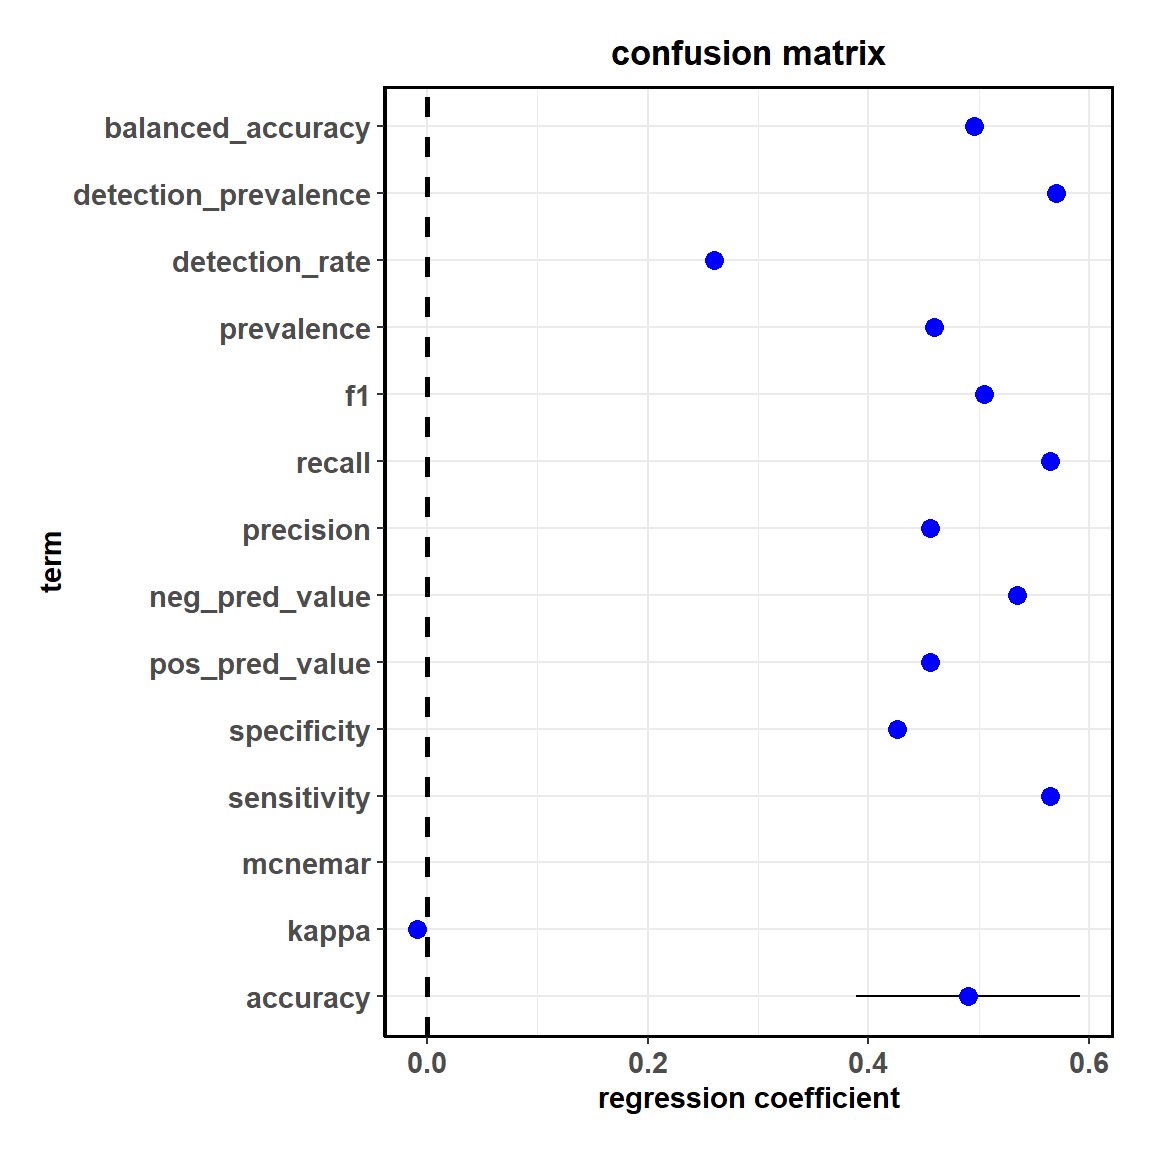 confusion matrix
balanced_accuracy
detection_prevalence
detection_rate
prevalence
f1
recall
precision
neg_pred_value
pos_pred_value
specificity
sensitivity
mcnemar
kappa
accuracy
term
0.0 0.2 0.4 0.6
regression coefficient